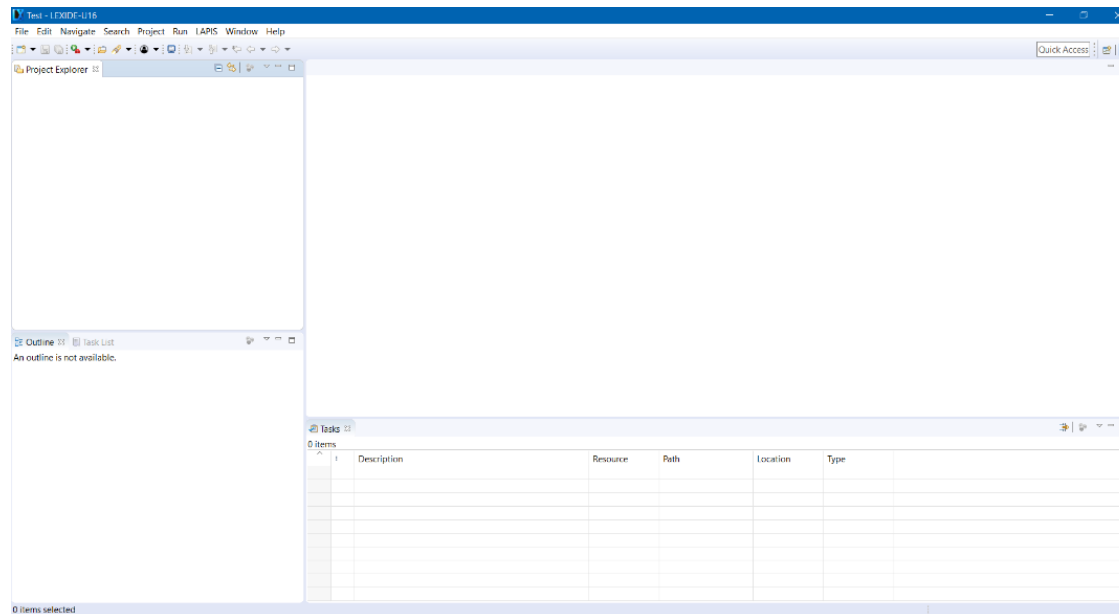 Test - LEXIDE-U16
File Edit Navigate Search Project Run LAPIS Window Help
Quick Access
Project Explorer
Outline Task List
An outline is not available.
Tasks
0 items
! Description Resource Path Location Type
0 items selected